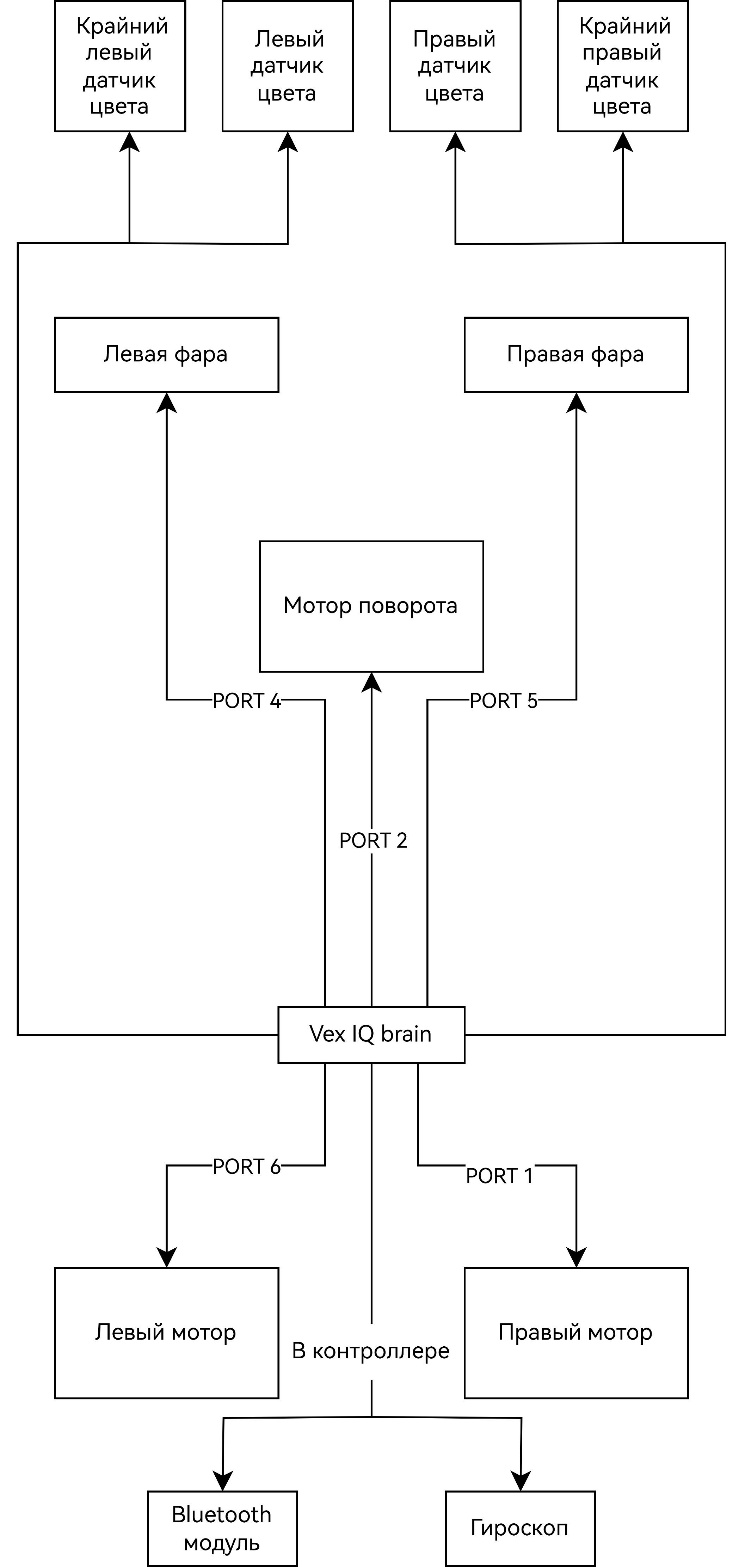 Крайний
левый
датчик
цвета
Левый
датчик
цвета
Правый
датчик
цвета
Крайний
правый
датчик
цвета
Левая фара
Правая фара
Мотор поворота
PORT 4
PORT 5
PORT 2
Vex IQ brain
PORT 6
PORT 1
Левый мотор
Правый мотор
В контроллере
Bluetooth
модуль
Гироскоп